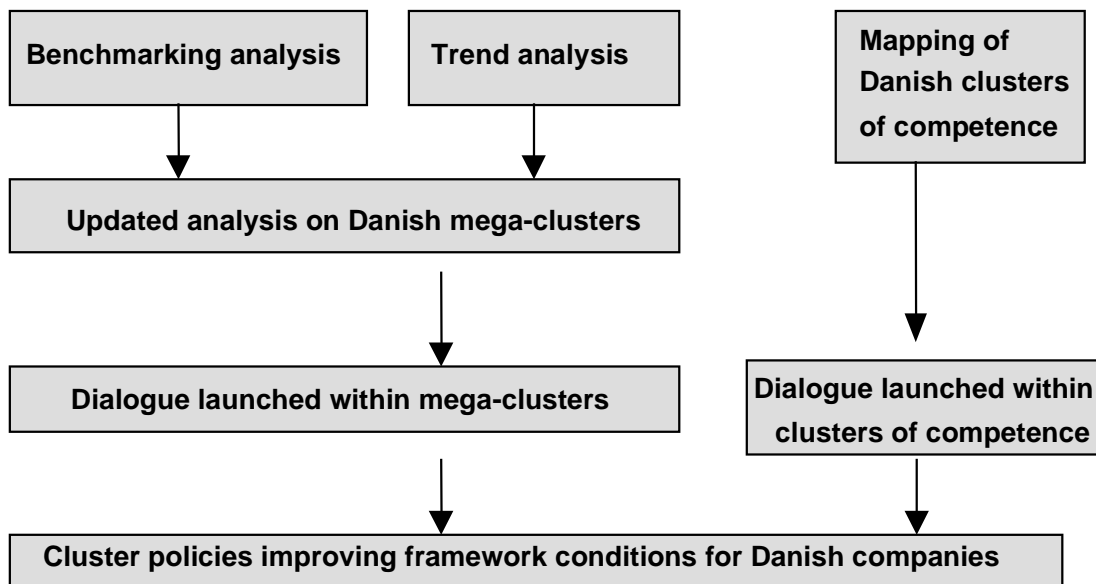 Benchmarking analysis
Trend analysis
Mapping of
Danish clusters
of competence
Updated analysis on Danish mega-clusters
Dialogue launched within mega-clusters
Dialogue launched within
clusters of competence
Cluster policies improving framework conditions for Danish companies